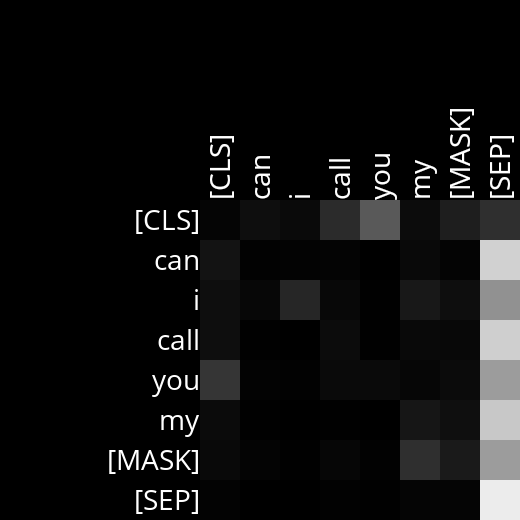 [CLS] can i call you my [MASK] [SEP]
[CLS]
can
i
call
you
my
[MASK]
[SEP]